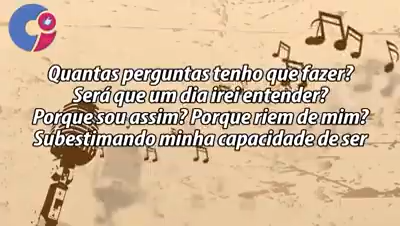 Quantas perguntas tenho que fazer?
Será que um dia irei entender?
Porque sou assim? Porque riem de mim?
Subestimando minha capacidade de ser